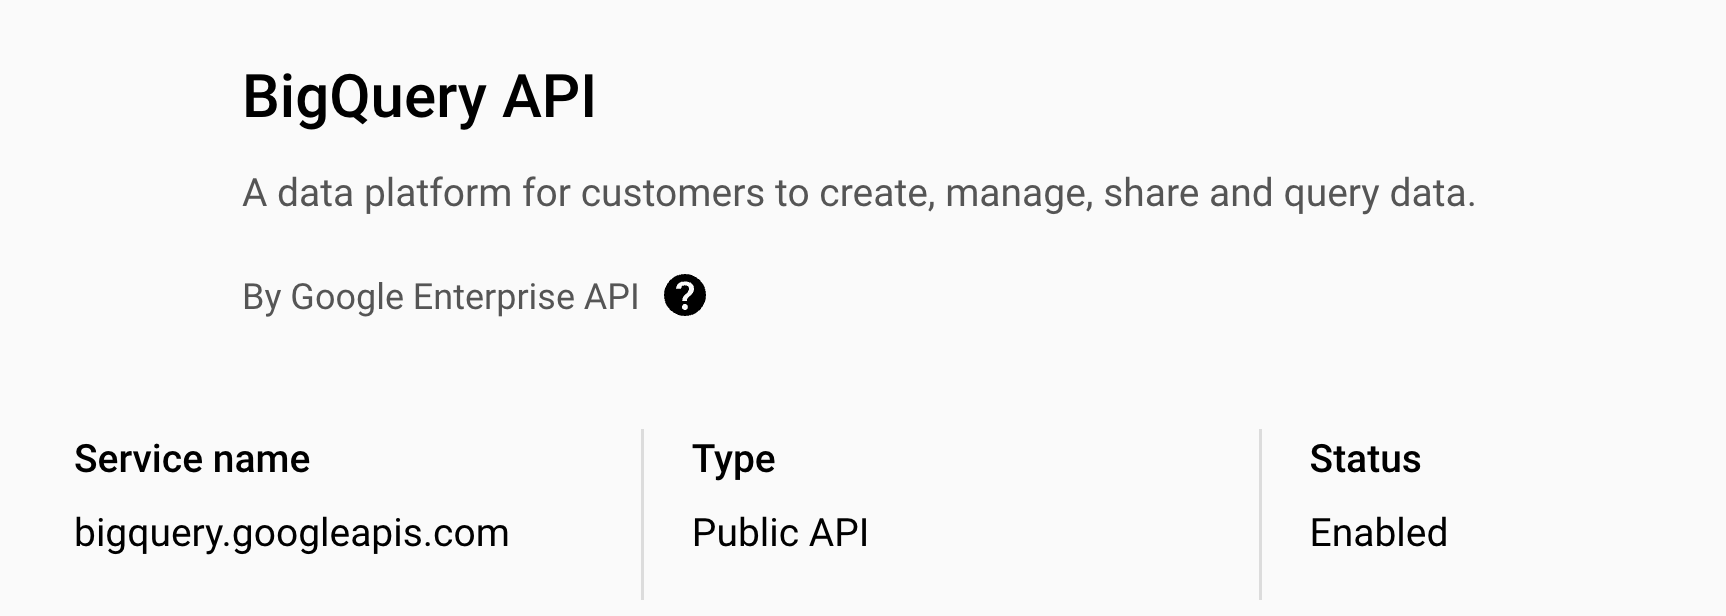 BigQuery API
A data platform for customers to create, manage, share and query data.
By Google Enterprise API ?
Service name
bigquery.googleapis.com
Type
Public API
Status
Enabled